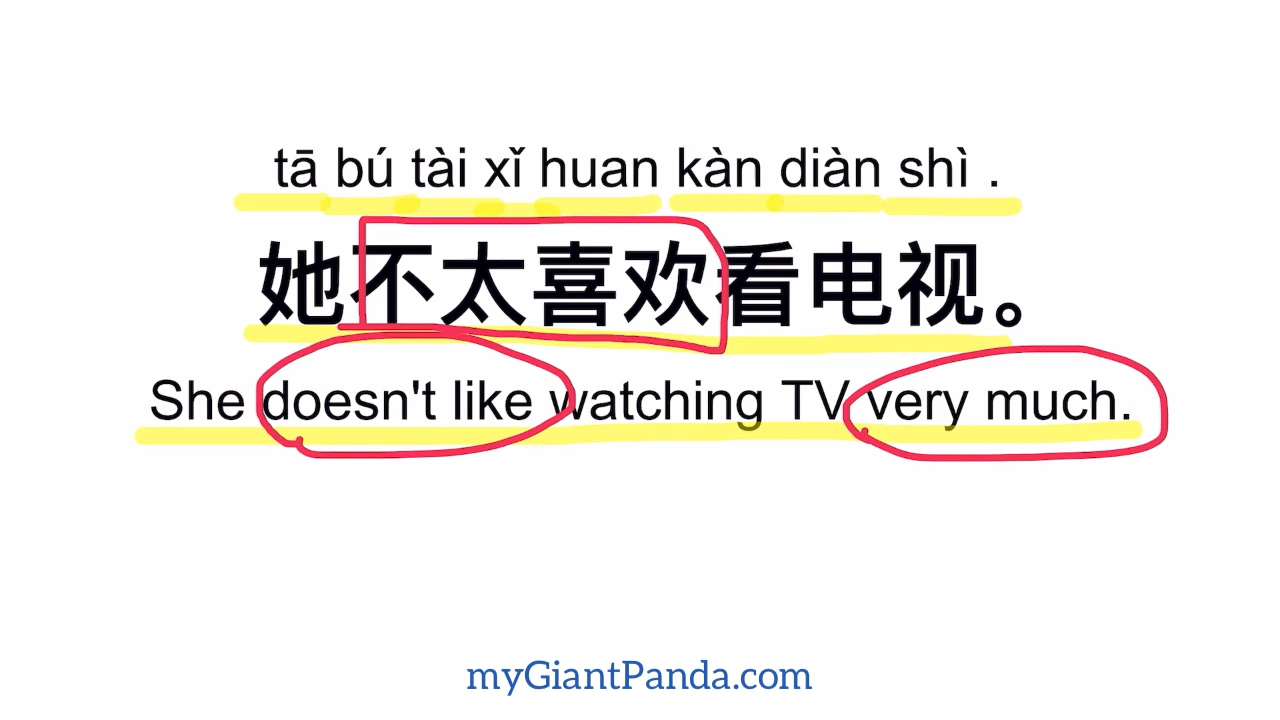 tā bú tài xǐ huan kàn diàn shì .
她不太喜欢看电视。
She doesn't like watching TV very much.
myGiantPanda.com